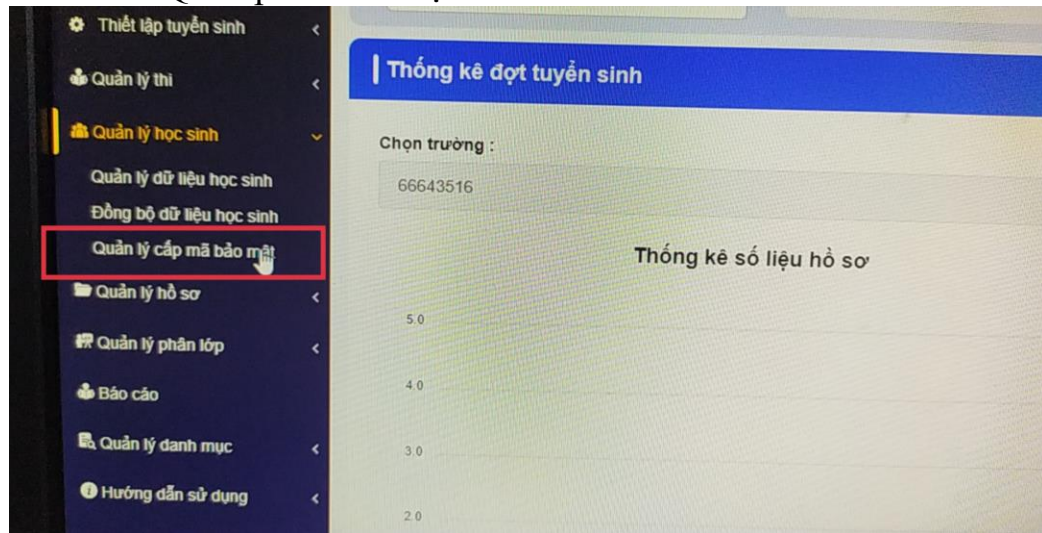 Thiết lập tuyển sinh
Quản lý thi
Quản lý học sinh
Quản lý dữ liệu học sinh
Đồng bộ dữ liệu học sinh
Quản lý cấp mã bảo mật
Quản lý hồ sơ
Quản lý phân lớp
Báo cáo
Quản lý danh mục
Hướng dẫn sử dụng
Thống kê đợt tuyển sinh
Chọn trường :
66643516
Thống kê số liệu hồ sơ
5.0
4.0
3.0
2.0